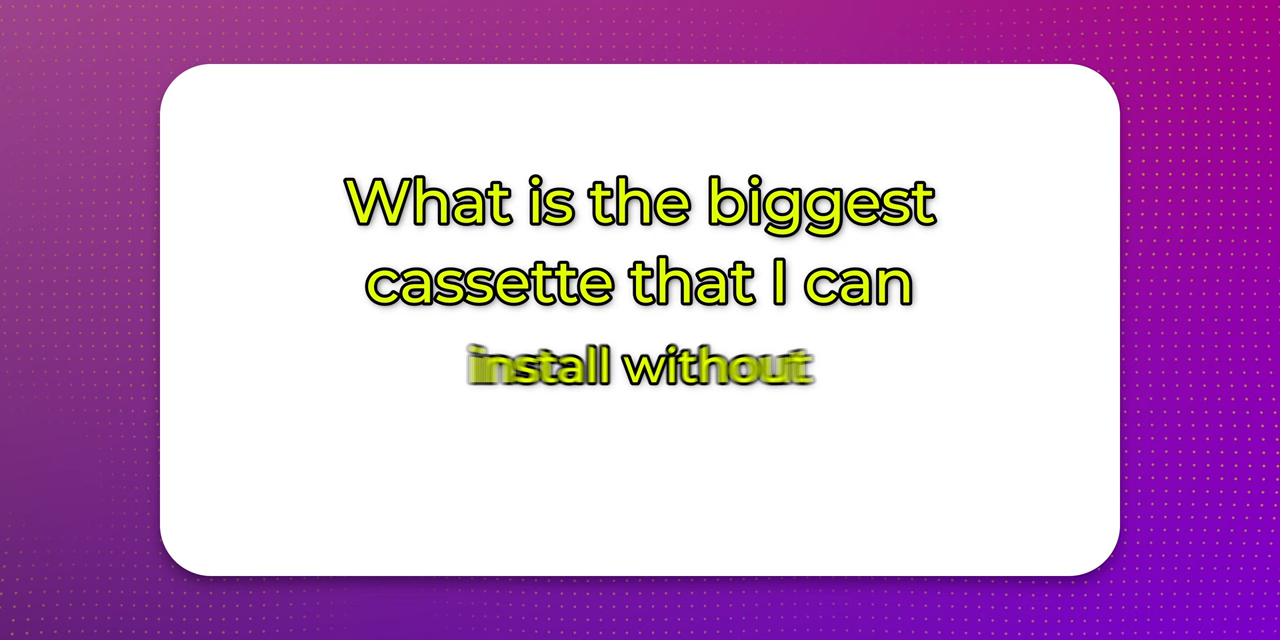 What is the biggest
cassette that I can
install without